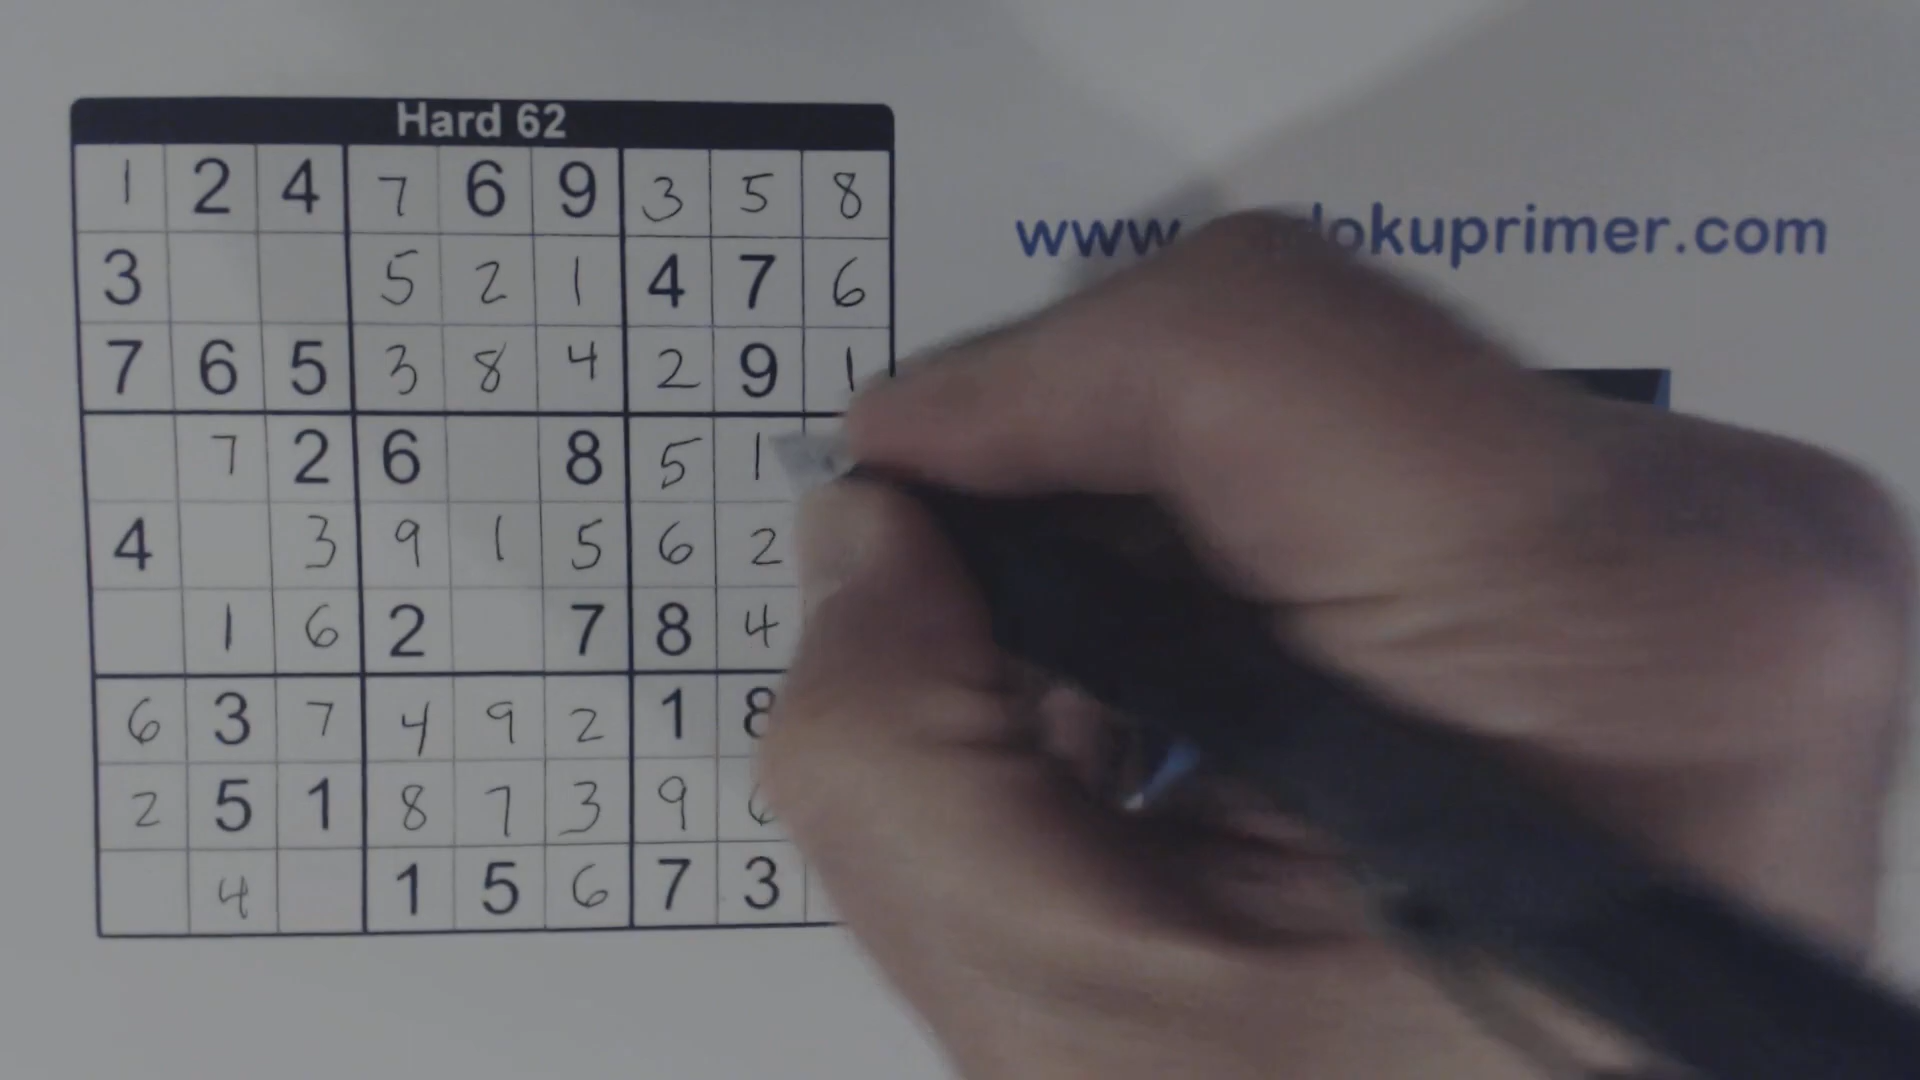 Hard 62
1 2 4 7 6 9 3 5 8
3 5 2 1 4 7 6
7 6 5 3 8 4 2 9 1
7 2 6 8 5 1
4 3 9 1 5 6 2
1 6 2 7 8 4
6 3 7 4 9 2 1 8
2 5 1 8 7 3 9
4 1 5 6 7 3